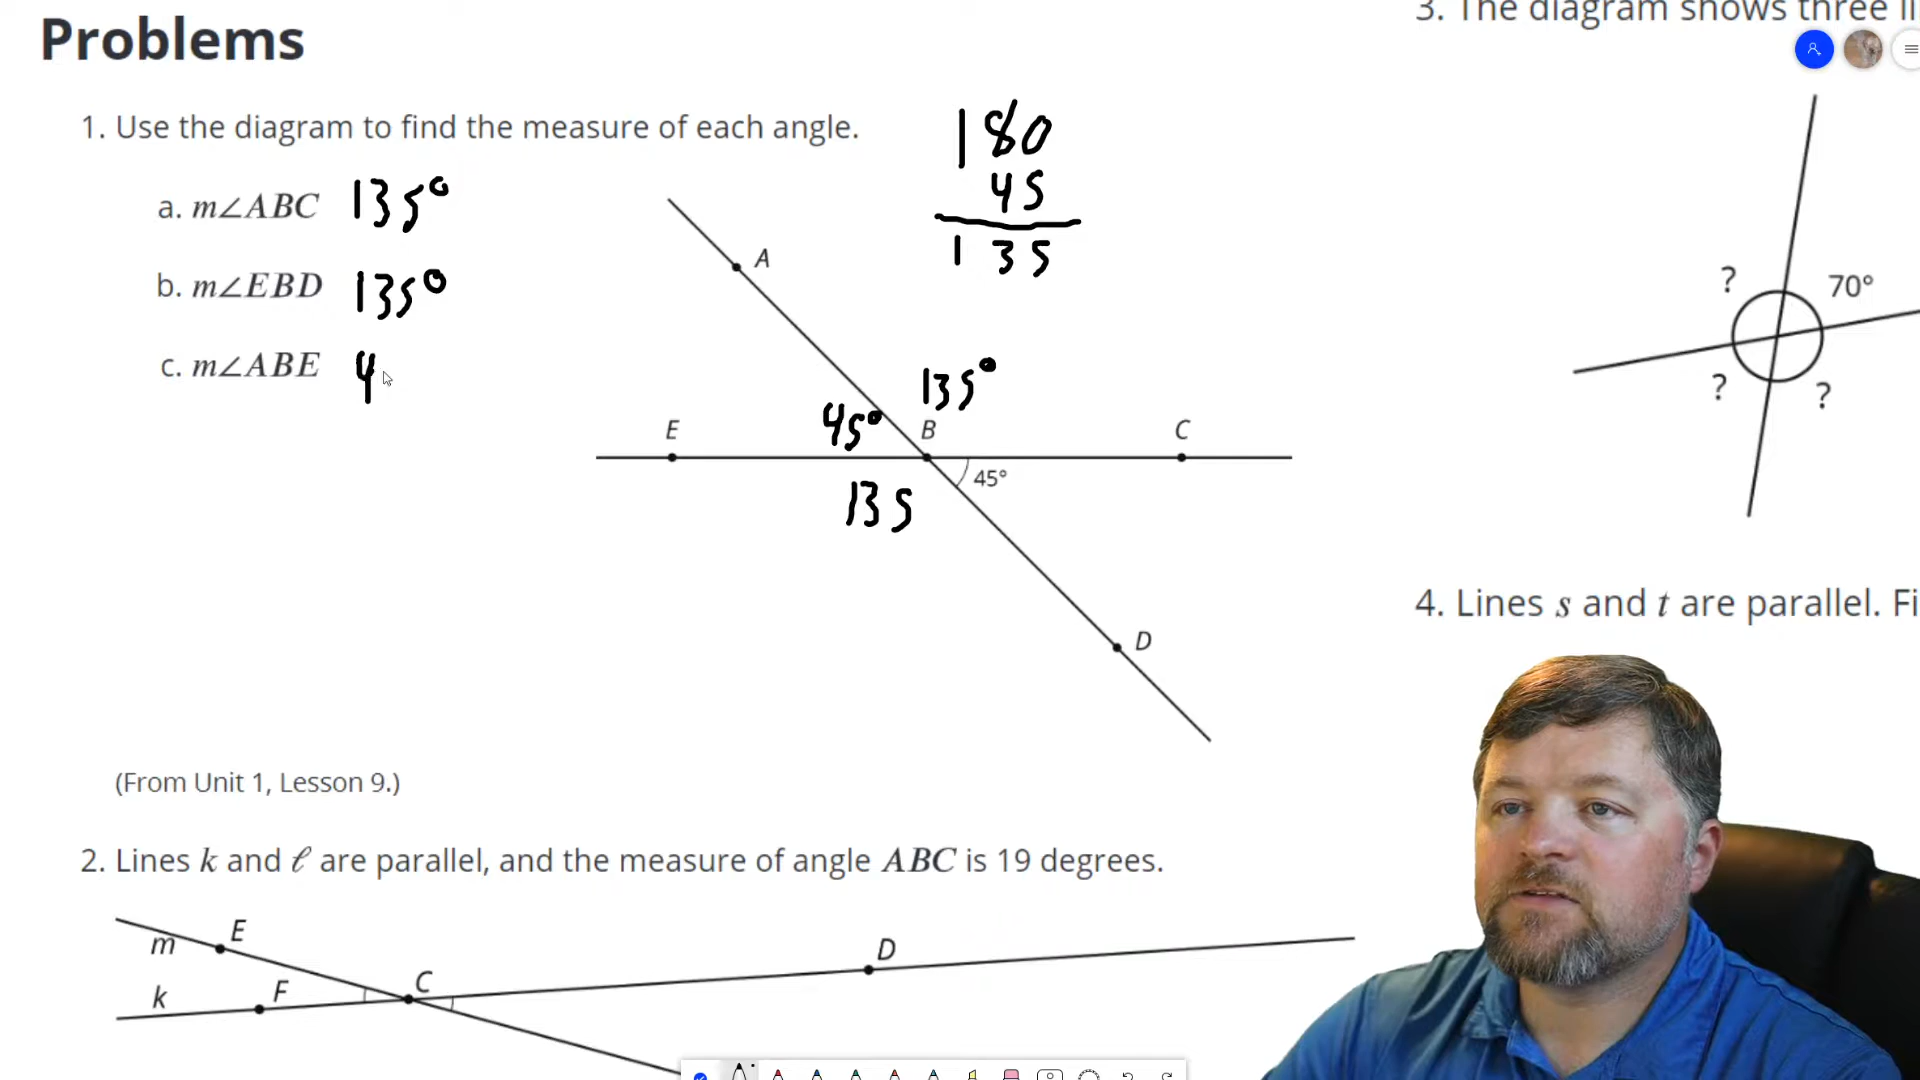 Problems
1. Use the diagram to find the measure of each angle.
a. m∠ABC 135°
b. m∠EBD 135°
c. m∠ABE 4
180
45
135
A
135°
45°
E
B
C
45°
135
D
(From Unit 1, Lesson 9.)
2. Lines k and ℓ are parallel, and the measure of angle ABC is 19 degrees.
m
E
k
F
C
D
3. The diagram shows three li
?
70°
?
?
4. Lines s and t are parallel. Fi